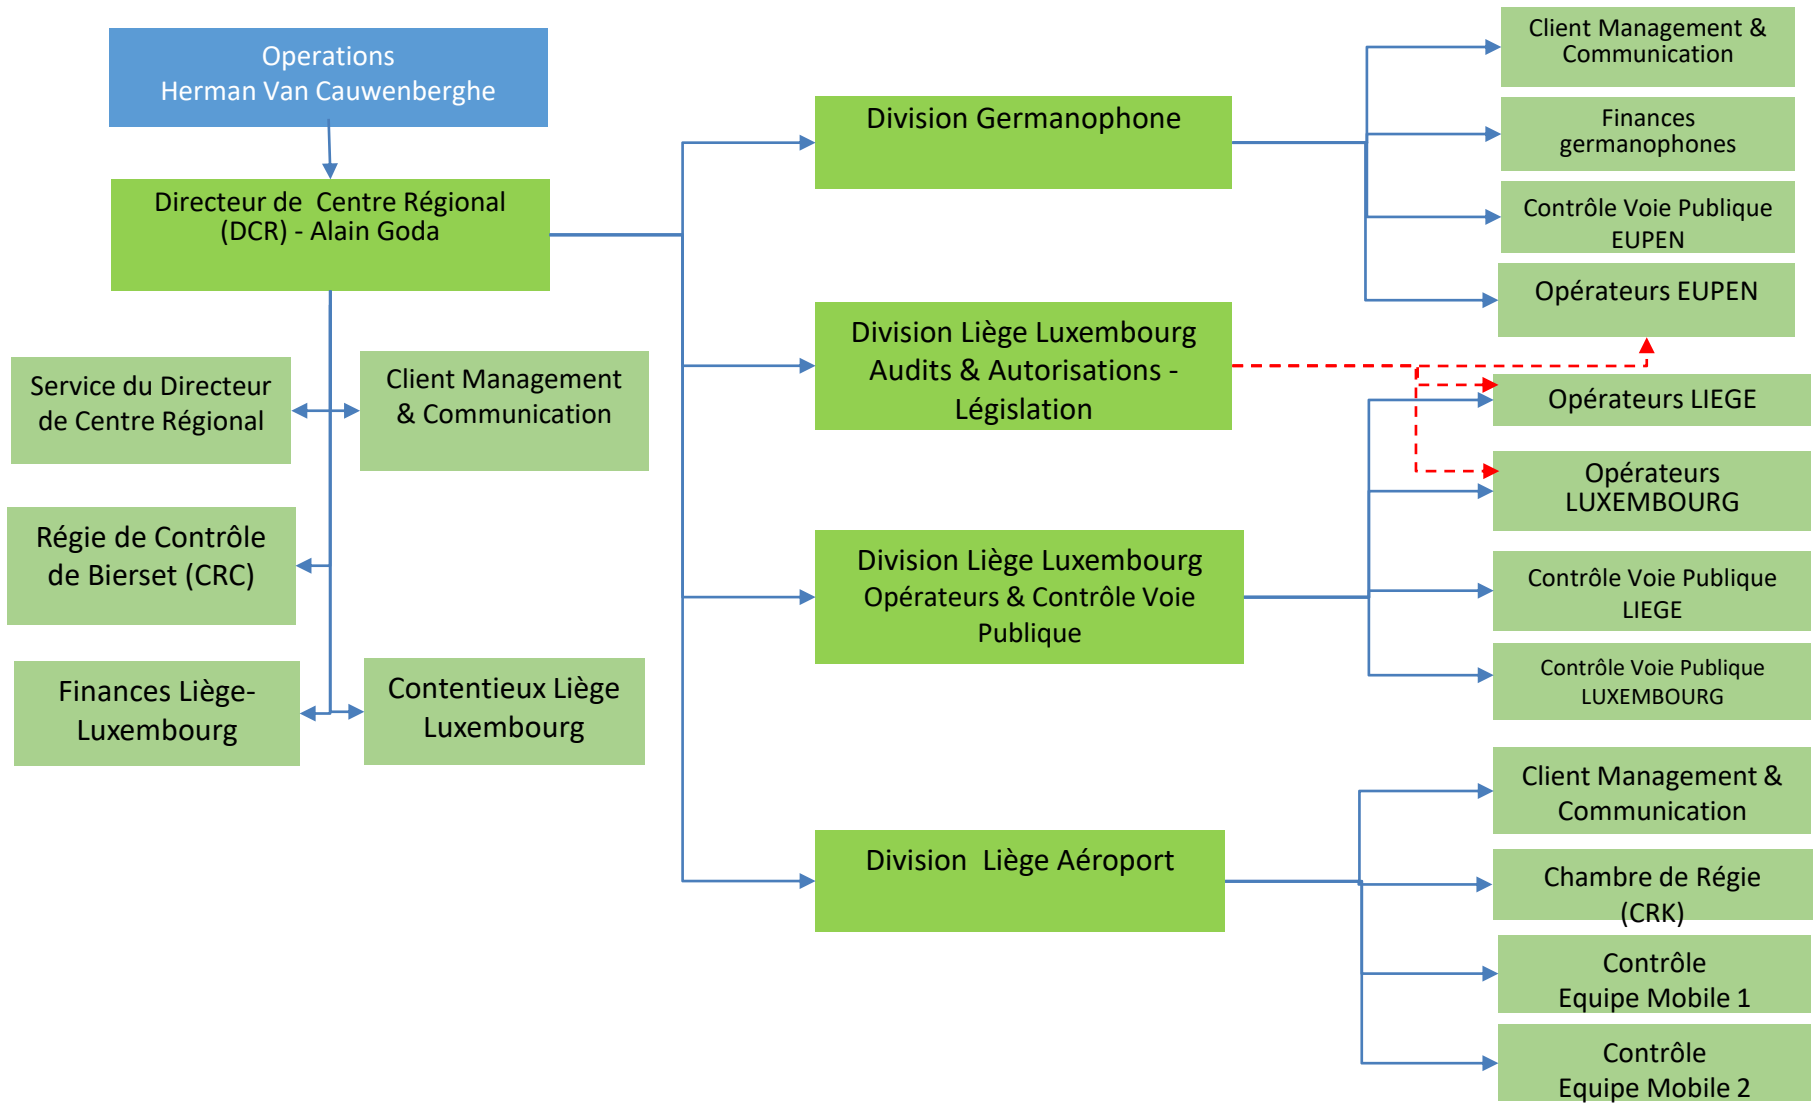 Operations
Herman Van Cauwenberghe
Directeur de Centre Régional
(DCR) - Alain Goda
Service du Directeur
de Centre Régional
Client Management
& Communication
Régie de Contrôle
de Bierset (CRC)
Finances Liège-
Luxembourg
Contentieux Liège
Luxembourg
Division Germanophone
Division Liège Luxembourg
Audits & Autorisations -
Législation
Division Liège Luxembourg
Opérateurs & Contrôle Voie
Publique
Division Liège Aéroport
Client Management &
Communication
Finances
germanophones
Contrôle Voie Publique
EUPEN
Opérateurs EUPEN
Opérateurs LIEGE
Opérateurs
LUXEMBOURG
Contrôle Voie Publique
LIEGE
Contrôle Voie Publique
LUXEMBOURG
Client Management &
Communication
Chambre de Régie
(CRK)
Contrôle
Equipe Mobile 1
Contrôle
Equipe Mobile 2